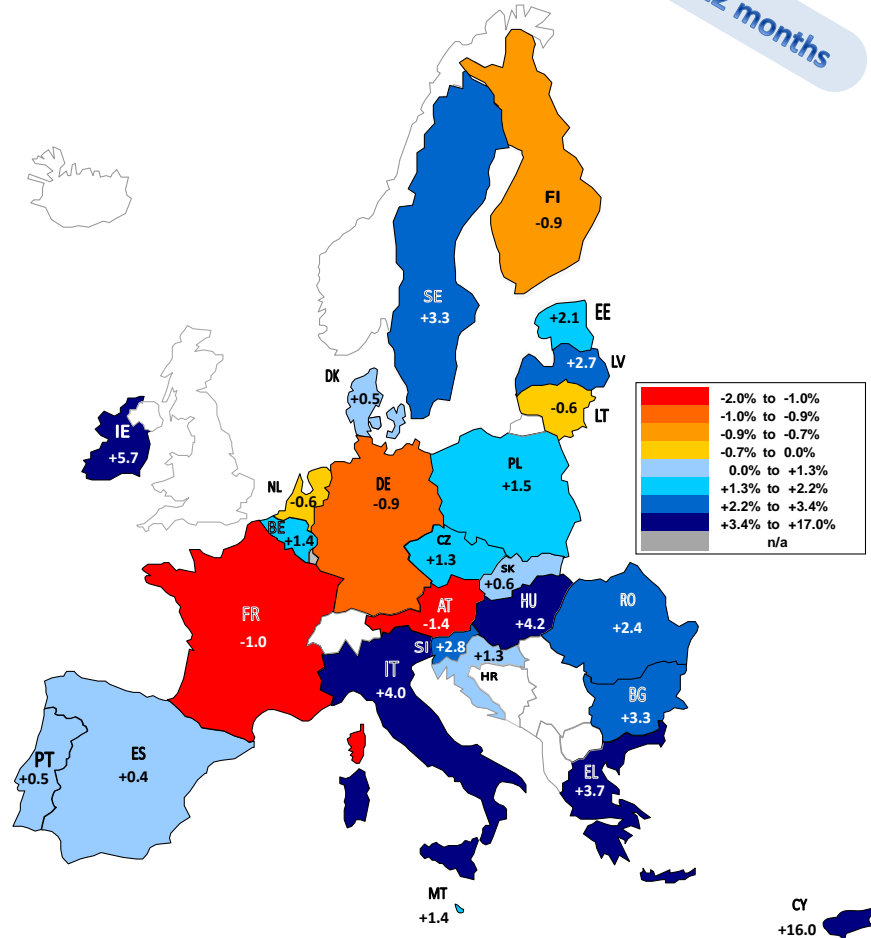 months
FI
-0.9
SE
+3.3
+2.1
EE
+2.7
LV
-0.6
LT
DK
+0.5
IE
+5.7
-2.0% to -1.0%
-1.0% to -0.9%
-0.9% to -0.7%
-0.7% to 0.0%
0.0% to +1.3%
+1.3% to +2.2%
+2.2% to +3.4%
+3.4% to +17.0%
n/a
NL
-0.6
DE
-0.9
PL
+1.5
BE
+1.4
CZ
+1.3
SK
+0.6
FR
-1.0
AT
-1.4
HU
+4.2
RO
+2.4
SI
+2.8
+1.3
HR
IT
+4.0
BG
+3.3
PT
+0.5
ES
+0.4
EL
+3.7
MT
+1.4
CY
+16.0